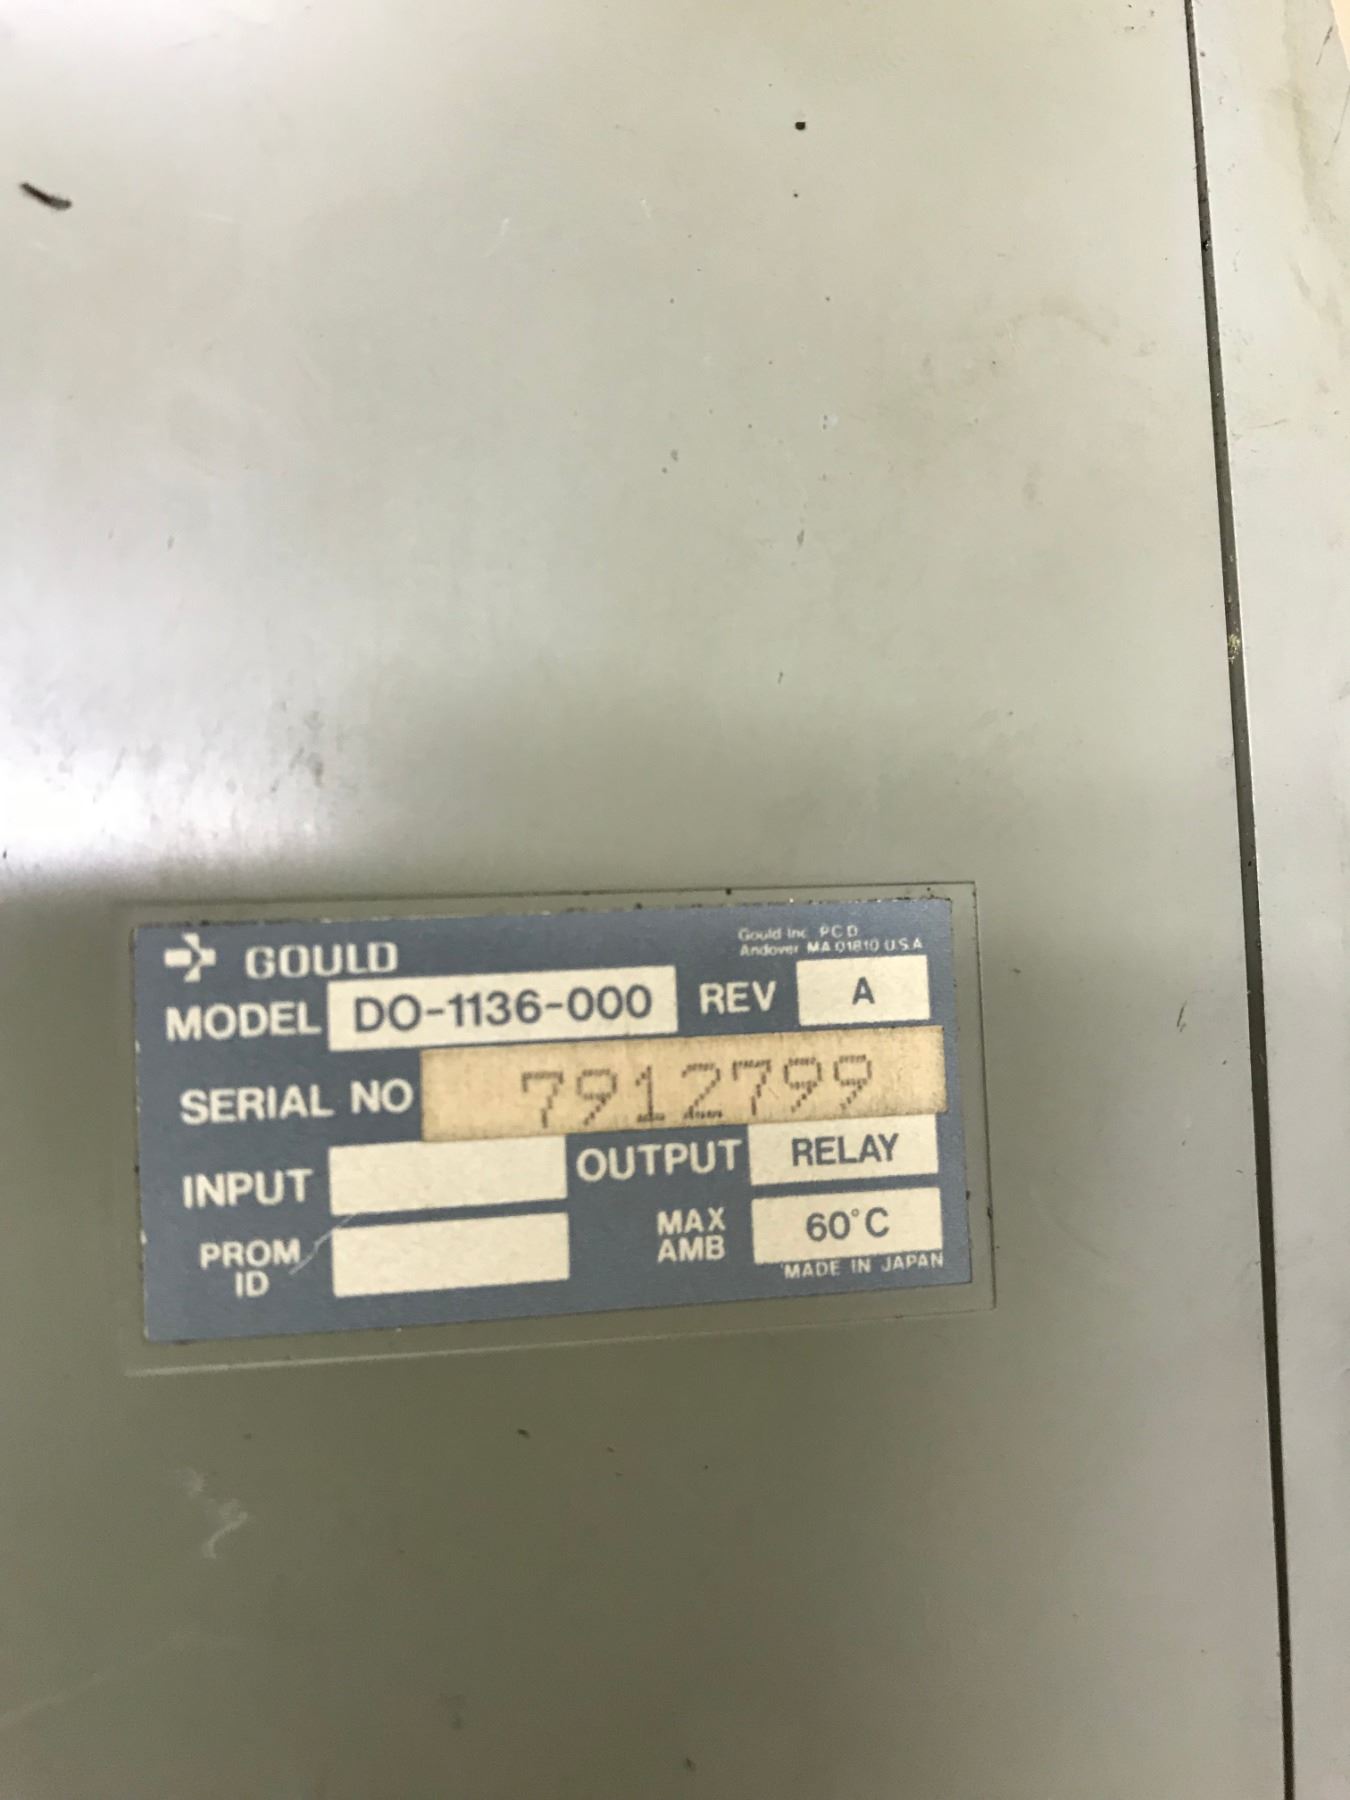 GOULD
Gould Inc. P.C.D.
Andover MA 01810 U.S.A
MODEL DO-1136-000 REV A
SERIAL NO 7912799
INPUT OUTPUT RELAY
PROM ID MAX AMB 60°C
MADE IN JAPAN